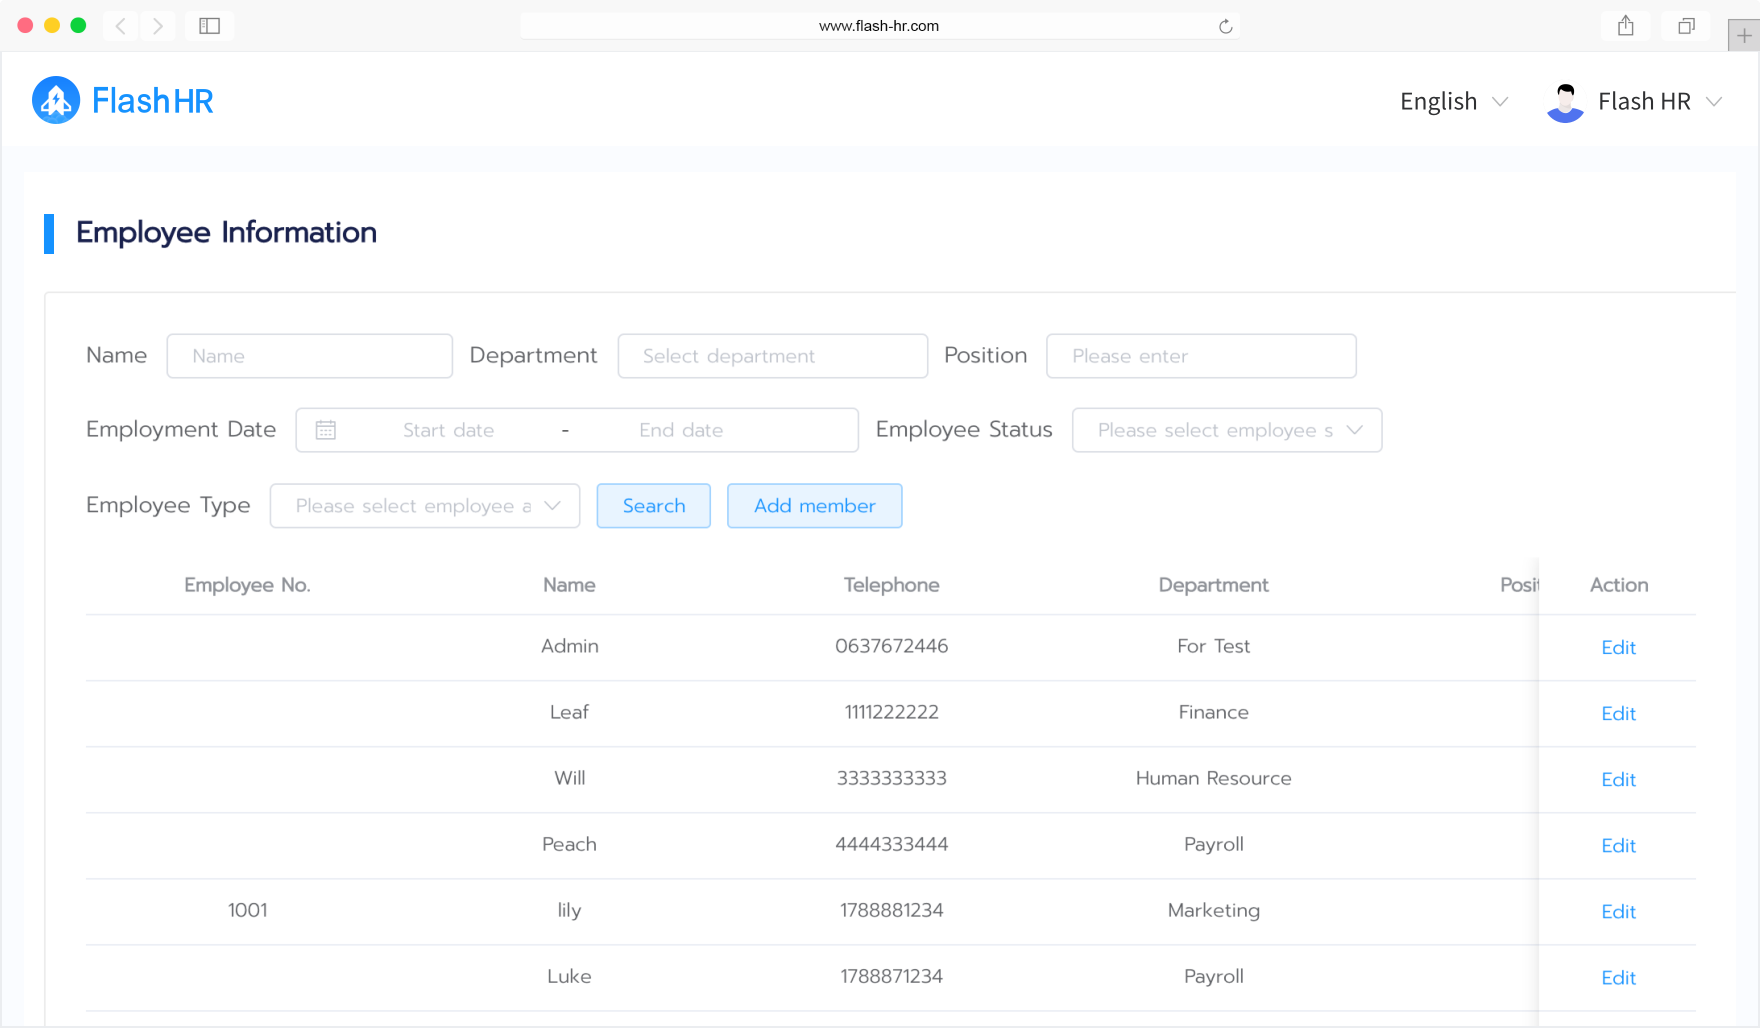 www.flash-hr.com
FlashHR
English
Flash HR
Employee Information
Name Name Department Select department Position Please enter
Employment Date Start date - End date Employee Status Please select employee s
Employee Type Please select employee a Search Add member
Employee No. Name Telephone Department Posit Action
Admin 0637672446 For Test Edit
Leaf 1111222222 Finance Edit
Will 3333333333 Human Resource Edit
Peach 4444333444 Payroll Edit
1001 lily 1788881234 Marketing Edit
Luke 1788871234 Payroll Edit